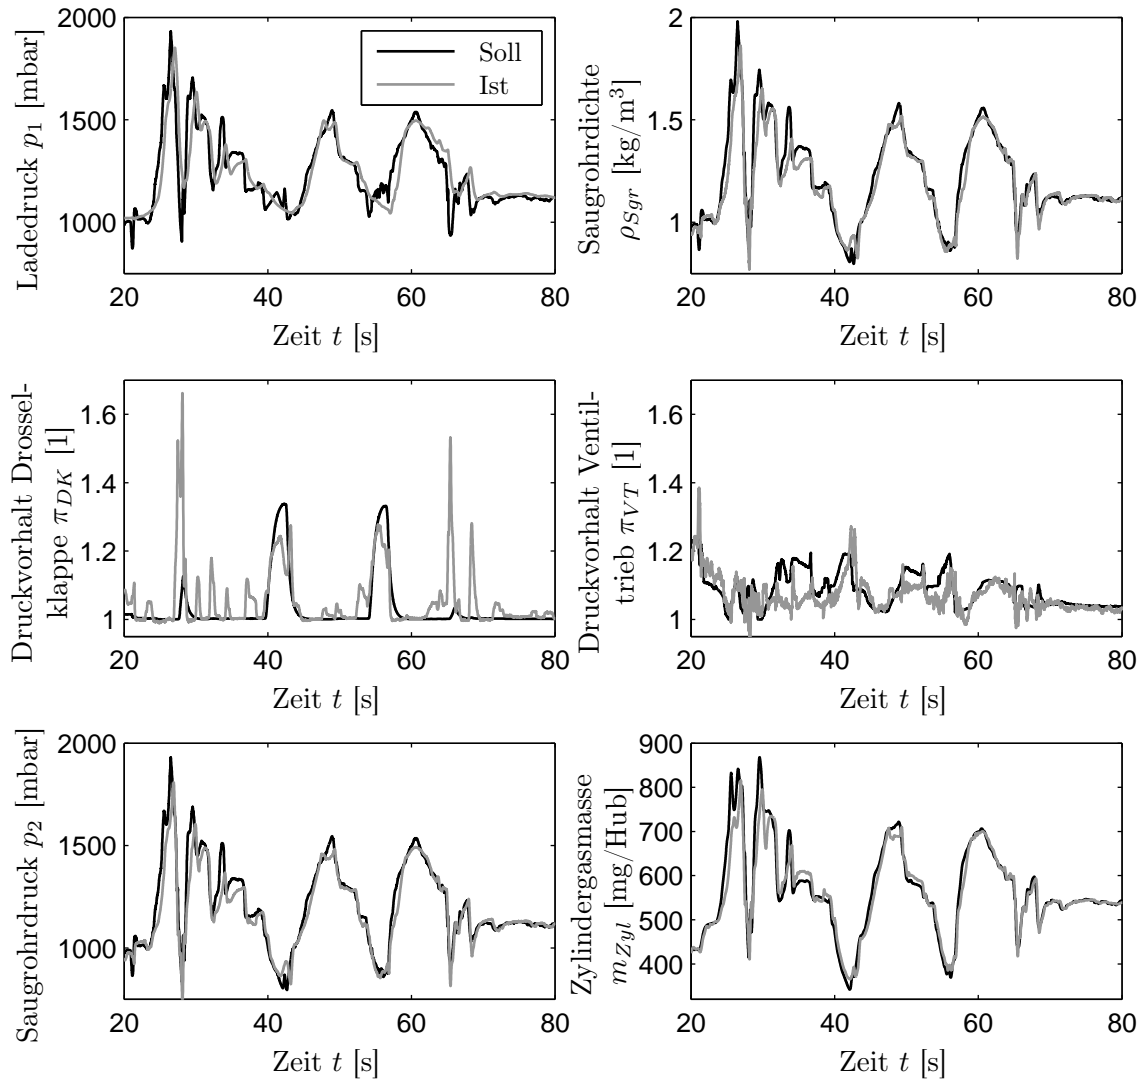 Ladedruck p1 [mbar]
2000
1500
1000
Soll
Ist
20 40 60 80
Zeit t [s]
Saugrohrdichte
ρSgr [kg/m3]
2
1.5
1
20 40 60 80
Zeit t [s]
Druckvorhalt Drossel-
klappe πDK [1]
1.6
1.4
1.2
1
20 40 60 80
Zeit t [s]
Druckvorhalt Ventil-
trieb πVT [1]
1.6
1.4
1.2
1
20 40 60 80
Zeit t [s]
Saugrohrdruck p2 [mbar]
2000
1500
1000
20 40 60 80
Zeit t [s]
Zylindergasmasse
mZyl [mg/Hub]
900
800
700
600
500
400
20 40 60 80
Zeit t [s]